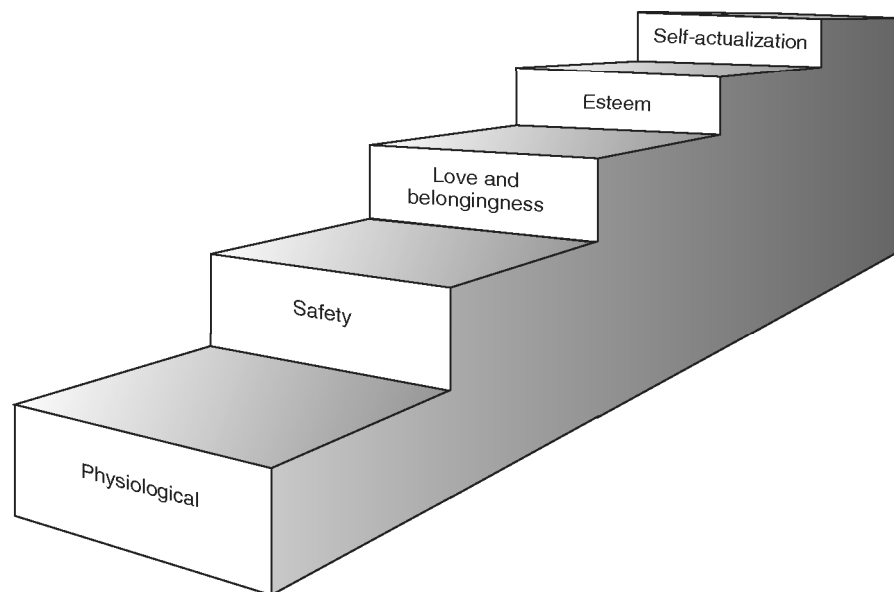 Self-actualization
Esteem
Love and
belongingness
Safety
Physiological